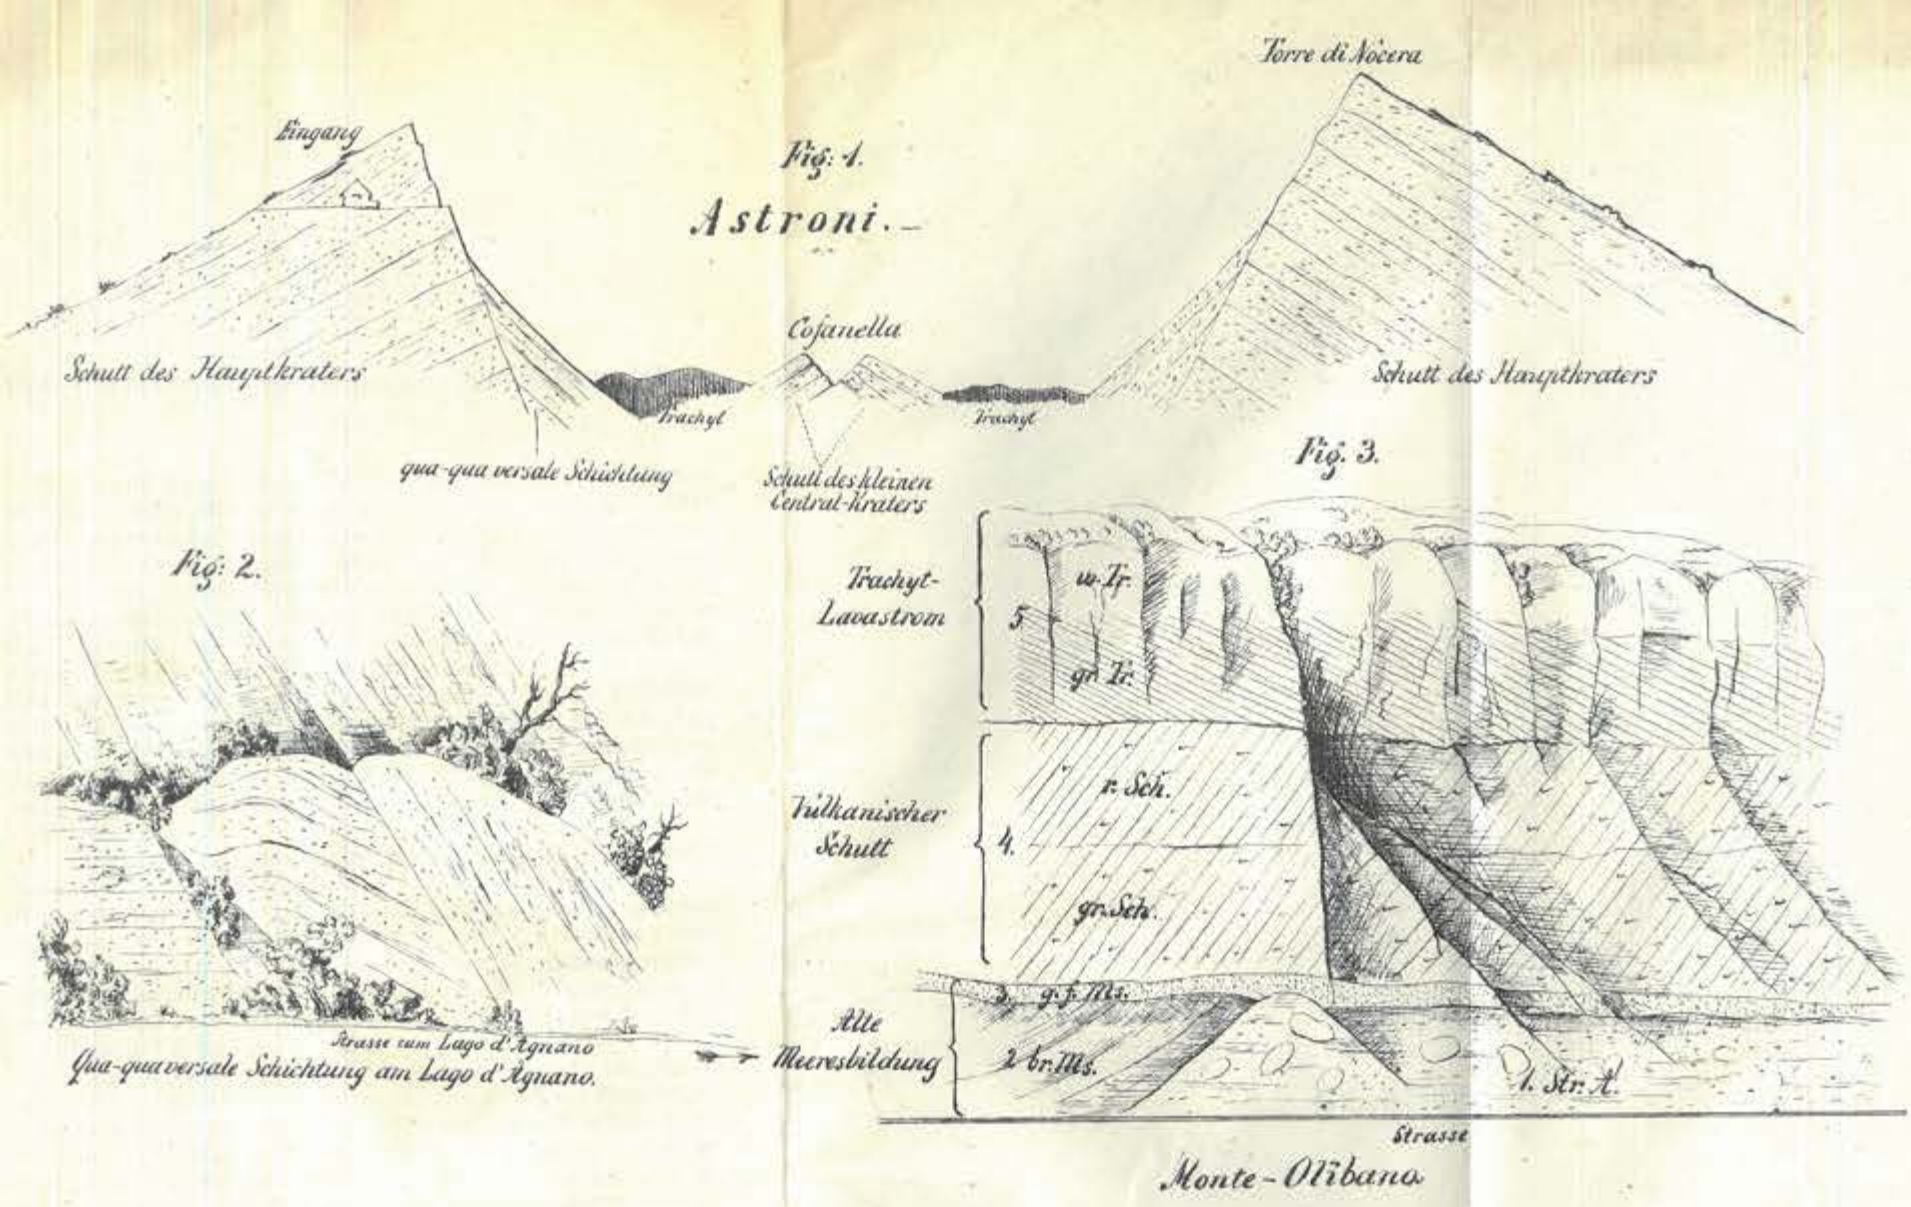 Torre di Nocera
Eingang
Fig: 1.
Astroni.
Cofanella
Schutt des Hauptkraters
Schutt des Hauptkraters
Trachyt
Trachyt
qua-qua versale Schichtung
Schutt des kleinen
Central-Kraters
Fig: 2.
Strasse zum Lago d'Agnano
Qua-quaversale Schichtung am Lago d'Agnano.
Fig. 3.
Trachyt-
Lavastrom
5
w. Tr.
gr. Tr.
Vulkanischer
Schutt
4.
r. Sch.
gr. Sch.
Alte
Meeresbildung
3. g. f. Ms.
2 br. Ms.
1. Str. A.
Strasse
Monte-Olibano